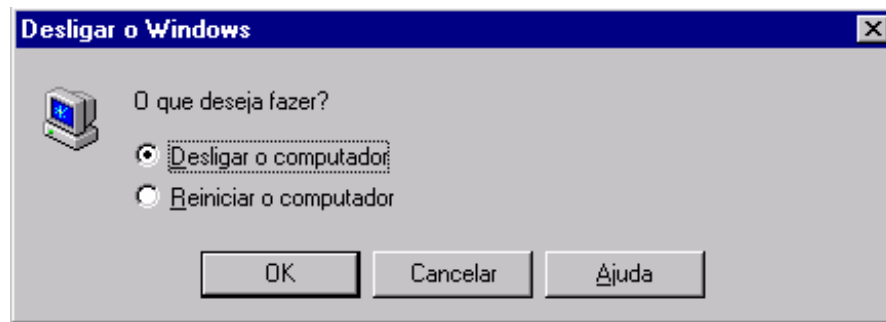 Desligar o Windows
O que deseja fazer?
Desligar o computador
Reiniciar o computador
OK Cancelar Ajuda